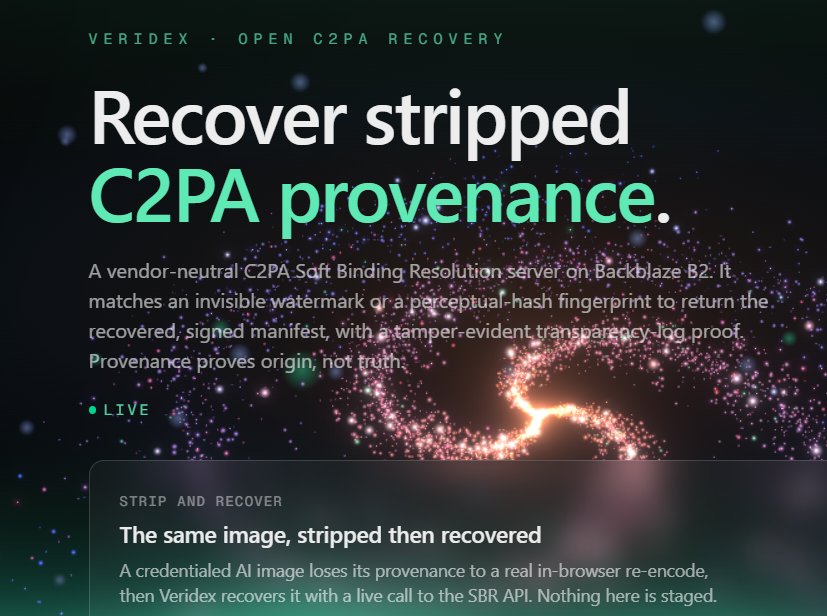 VERIDEX · OPEN C2PA RECOVERY
Recover stripped
C2PA provenance.
A vendor-neutral C2PA Soft Binding Resolution server on Backblaze B2. It
matches an invisible watermark or a perceptual-hash fingerprint to return the
recovered, signed manifest, with a tamper-evident transparency-log proof.
Provenance proves origin, not truth.
LIVE
STRIP AND RECOVER
The same image, stripped then recovered
A credentialed AI image loses its provenance to a real in-browser re-encode,
then Veridex recovers it with a live call to the SBR API. Nothing here is staged.